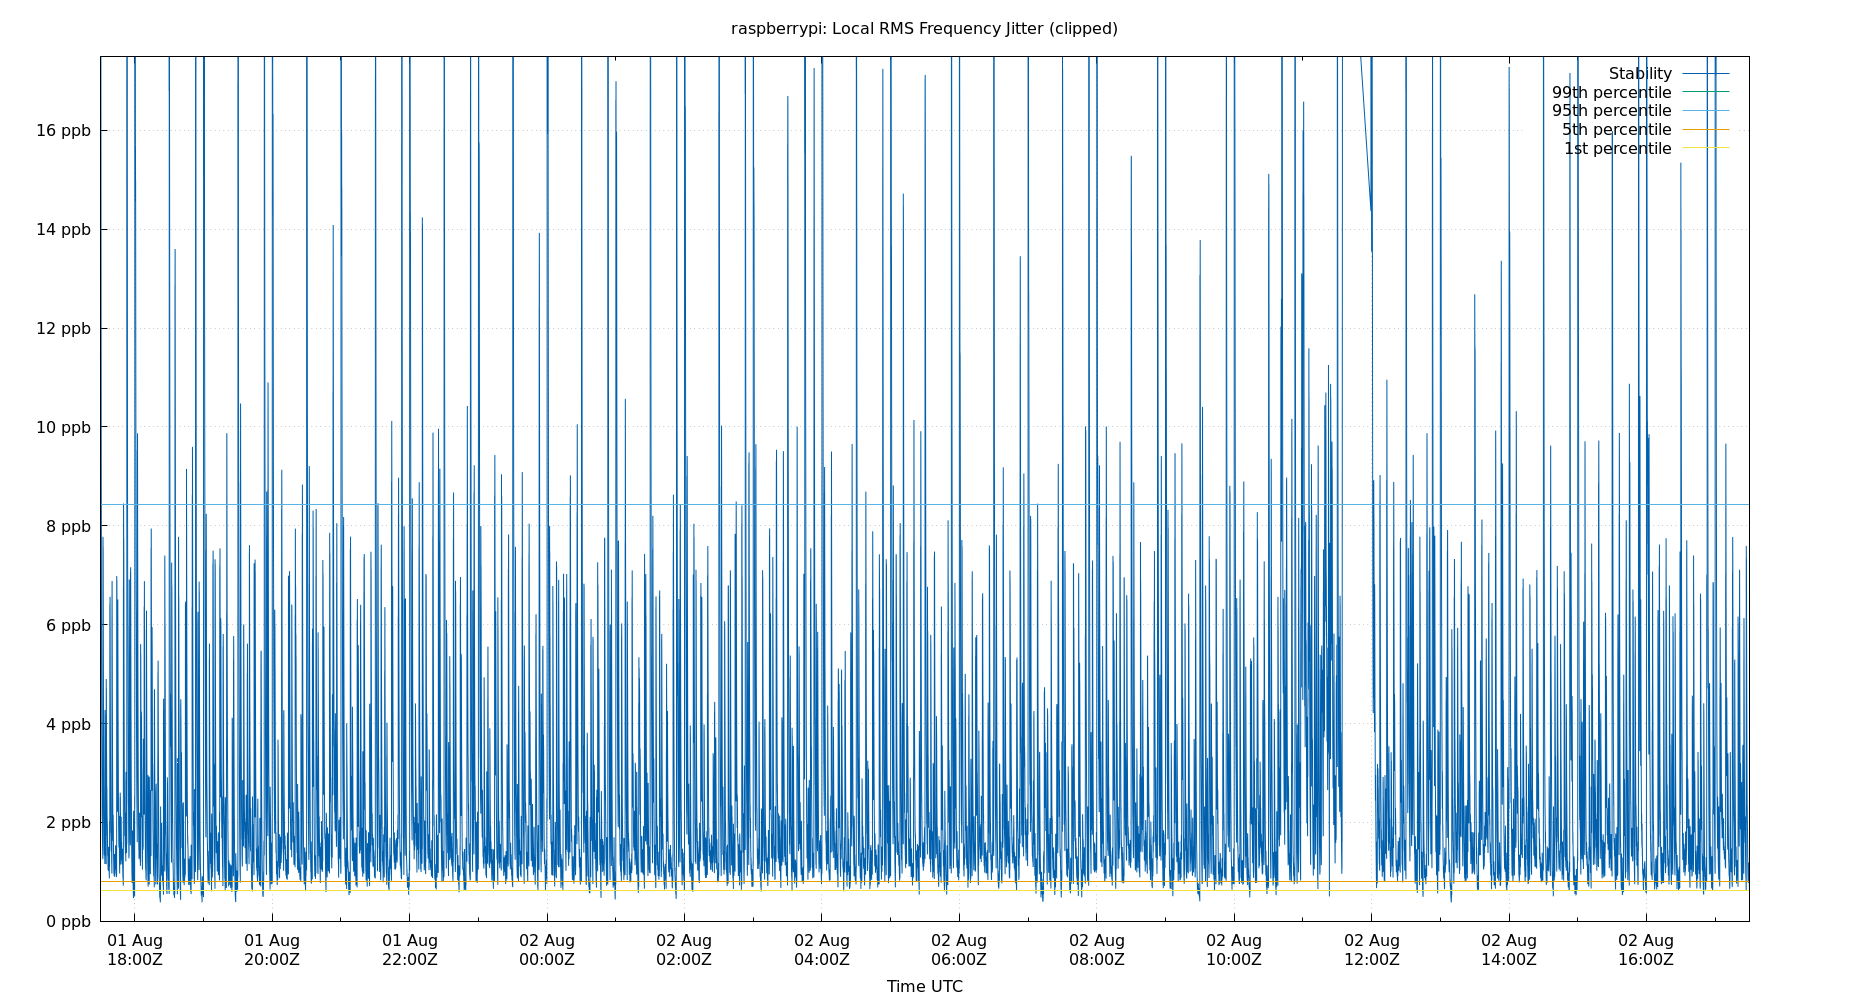 raspberrypi: Local RMS Frequency Jitter (clipped)
Stability
99th percentile
95th percentile
5th percentile
1st percentile
16 ppb
14 ppb
12 ppb
10 ppb
8 ppb
6 ppb
4 ppb
2 ppb
0 ppb
01 Aug 01 Aug 01 Aug 02 Aug 02 Aug 02 Aug 02 Aug 02 Aug 02 Aug 02 Aug 02 Aug 02 Aug
18:00Z 20:00Z 22:00Z 00:00Z 02:00Z 04:00Z 06:00Z 08:00Z 10:00Z 12:00Z 14:00Z 16:00Z
Time UTC